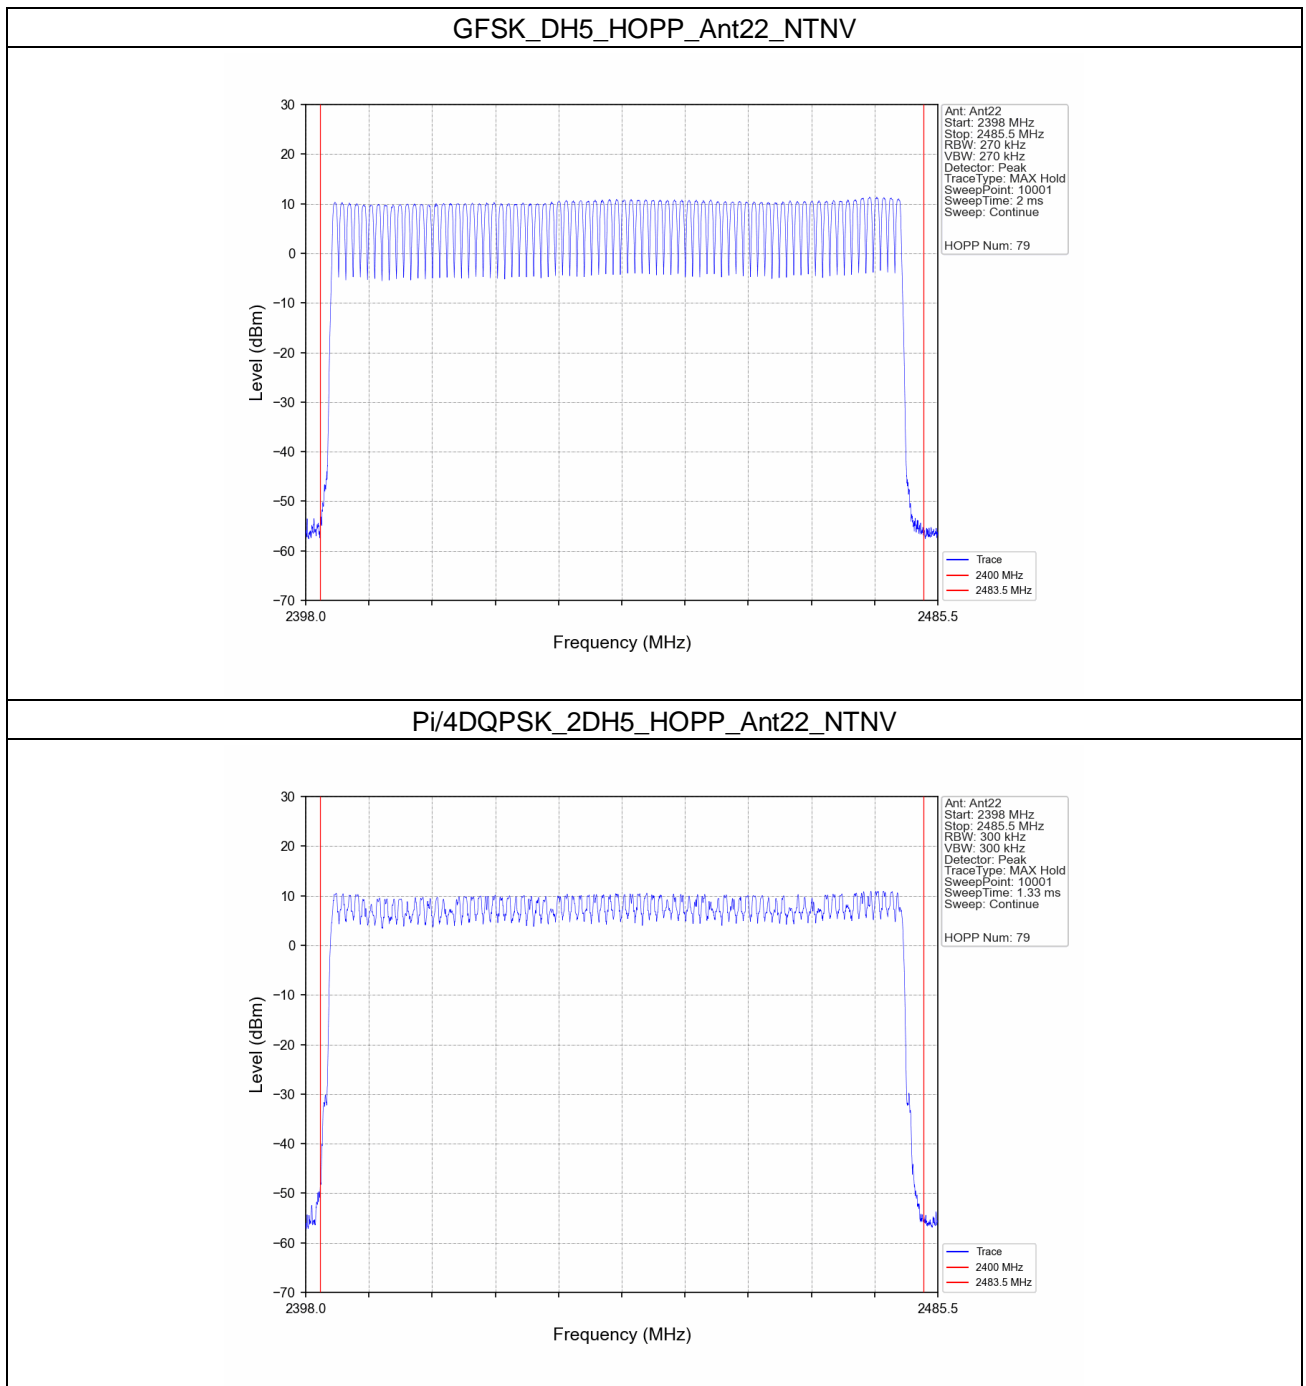 GFSK_DH5_HOPP_Ant22_NTNV
30
20
10
0
−10
−20
−30
−40
−50
−60
−70
Level (dBm)
2398.0
2485.5
Frequency (MHz)
Ant: Ant22
Start: 2398 MHz
Stop: 2485.5 MHz
RBW: 270 kHz
VBW: 270 kHz
Detector: Peak
TraceType: MAX Hold
SweepPoint: 10001
SweepTime: 2 ms
Sweep: Continue
HOPP Num: 79
Trace
2400 MHz
2483.5 MHz
Pi/4DQPSK_2DH5_HOPP_Ant22_NTNV
30
20
10
0
−10
−20
−30
−40
−50
−60
−70
Level (dBm)
2398.0
2485.5
Frequency (MHz)
Ant: Ant22
Start: 2398 MHz
Stop: 2485.5 MHz
RBW: 300 kHz
VBW: 300 kHz
Detector: Peak
TraceType: MAX Hold
SweepPoint: 10001
SweepTime: 1.33 ms
Sweep: Continue
HOPP Num: 79
Trace
2400 MHz
2483.5 MHz